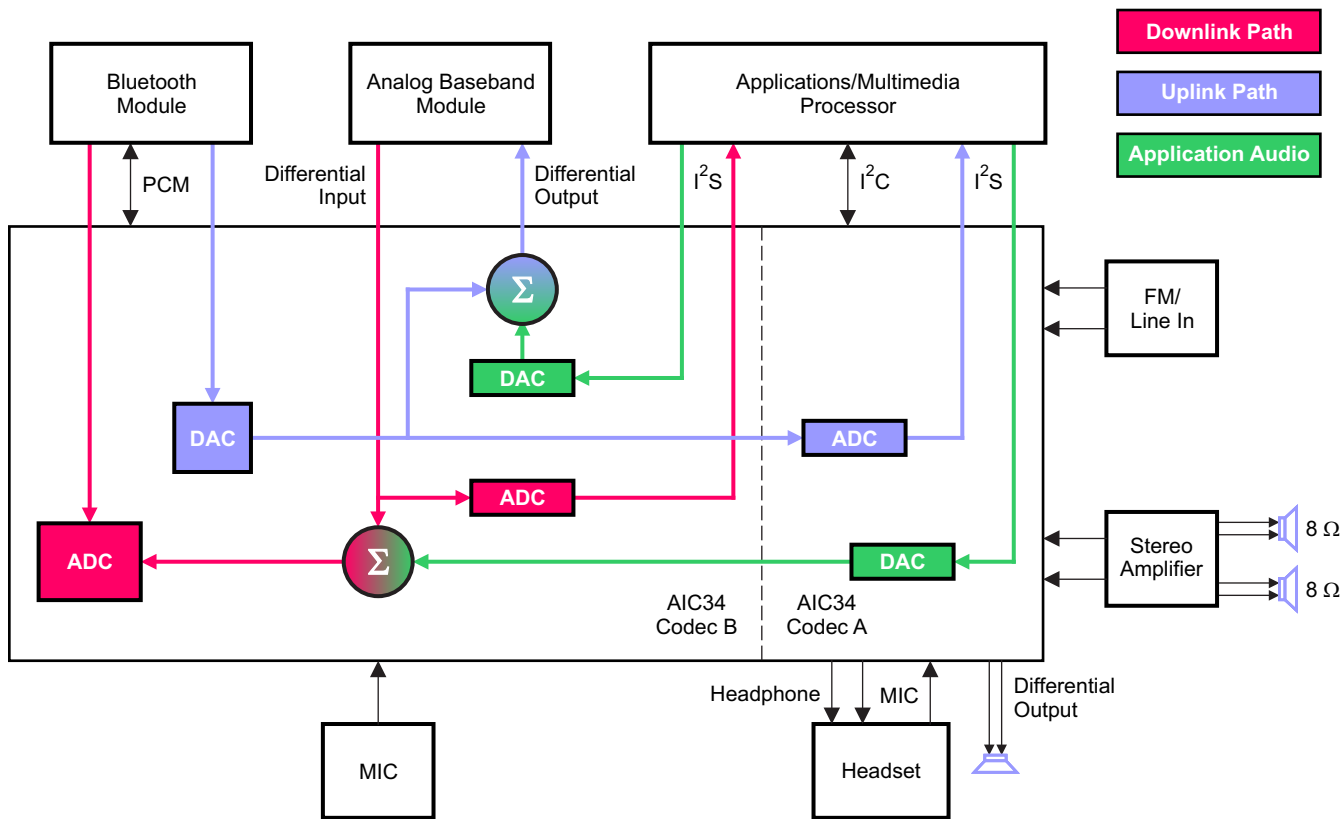 Downlink Path
Uplink Path
Application Audio
Bluetooth
Module
Analog Baseband
Module
Applications/Multimedia
Processor
PCM
Differential
Input
Differential
Output
I²S
I²C
I²S
Σ
DAC
DAC
ADC
ADC
ADC
Σ
DAC
FM/
Line In
Stereo
Amplifier
8 Ω
8 Ω
AIC34
Codec B
AIC34
Codec A
Headphone
MIC
Differential
Output
MIC
Headset